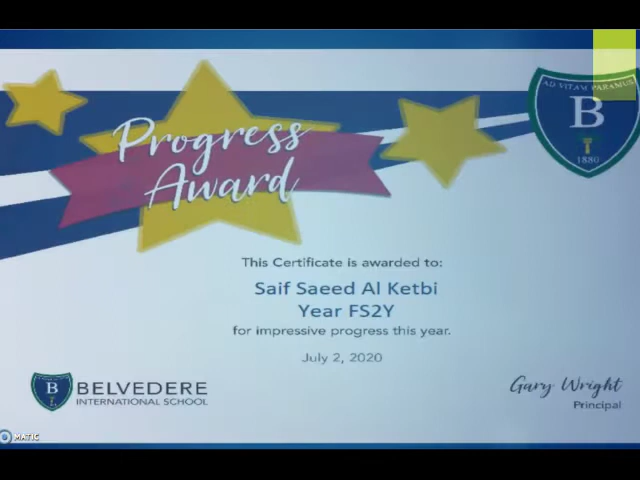 AD VITAM PARAMUS
B
1880
Progress
Award
This Certificate is awarded to:
Saif Saeed Al Ketbi
Year FS2Y
for impressive progress this year.
July 2, 2020
B
BELVEDERE
INTERNATIONAL SCHOOL
Gary Wright
Principal
MATIC